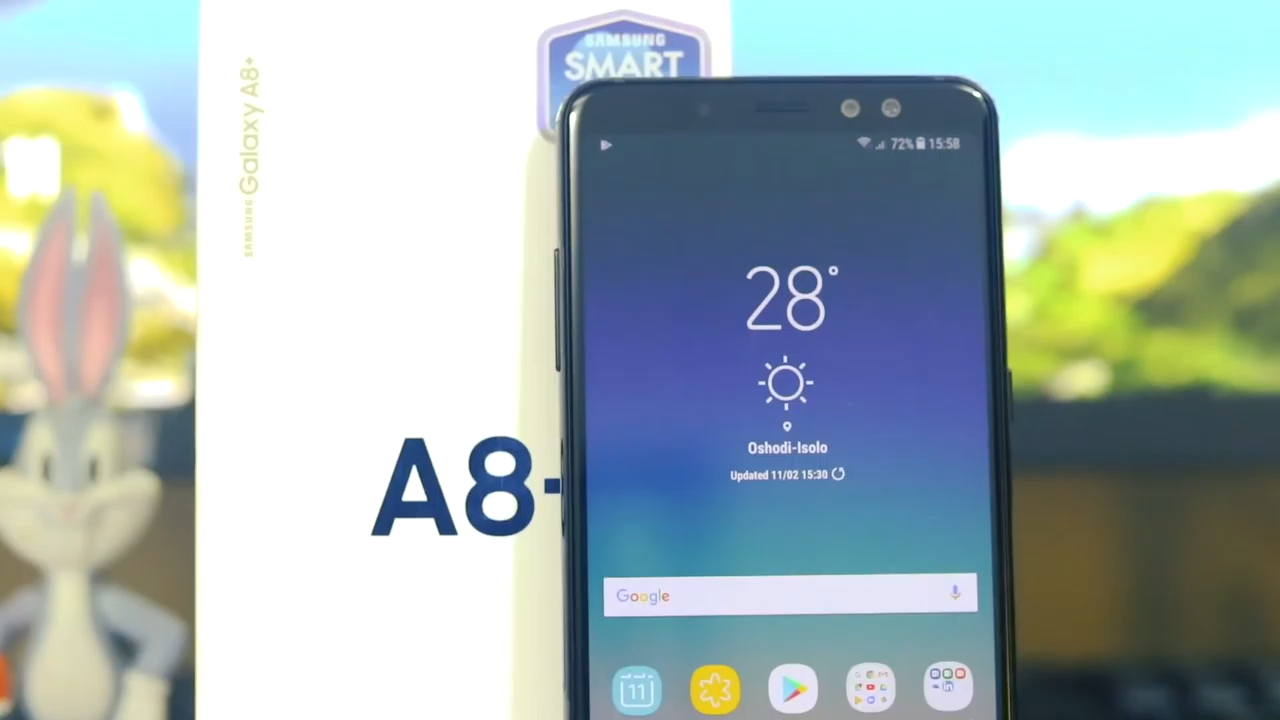 SAMSUNG Galaxy A8+
SAMSUNG
SMART
72% 15:58
28°
Oshodi-Isolo
Updated 11/02 15:30
A8+
Google
11